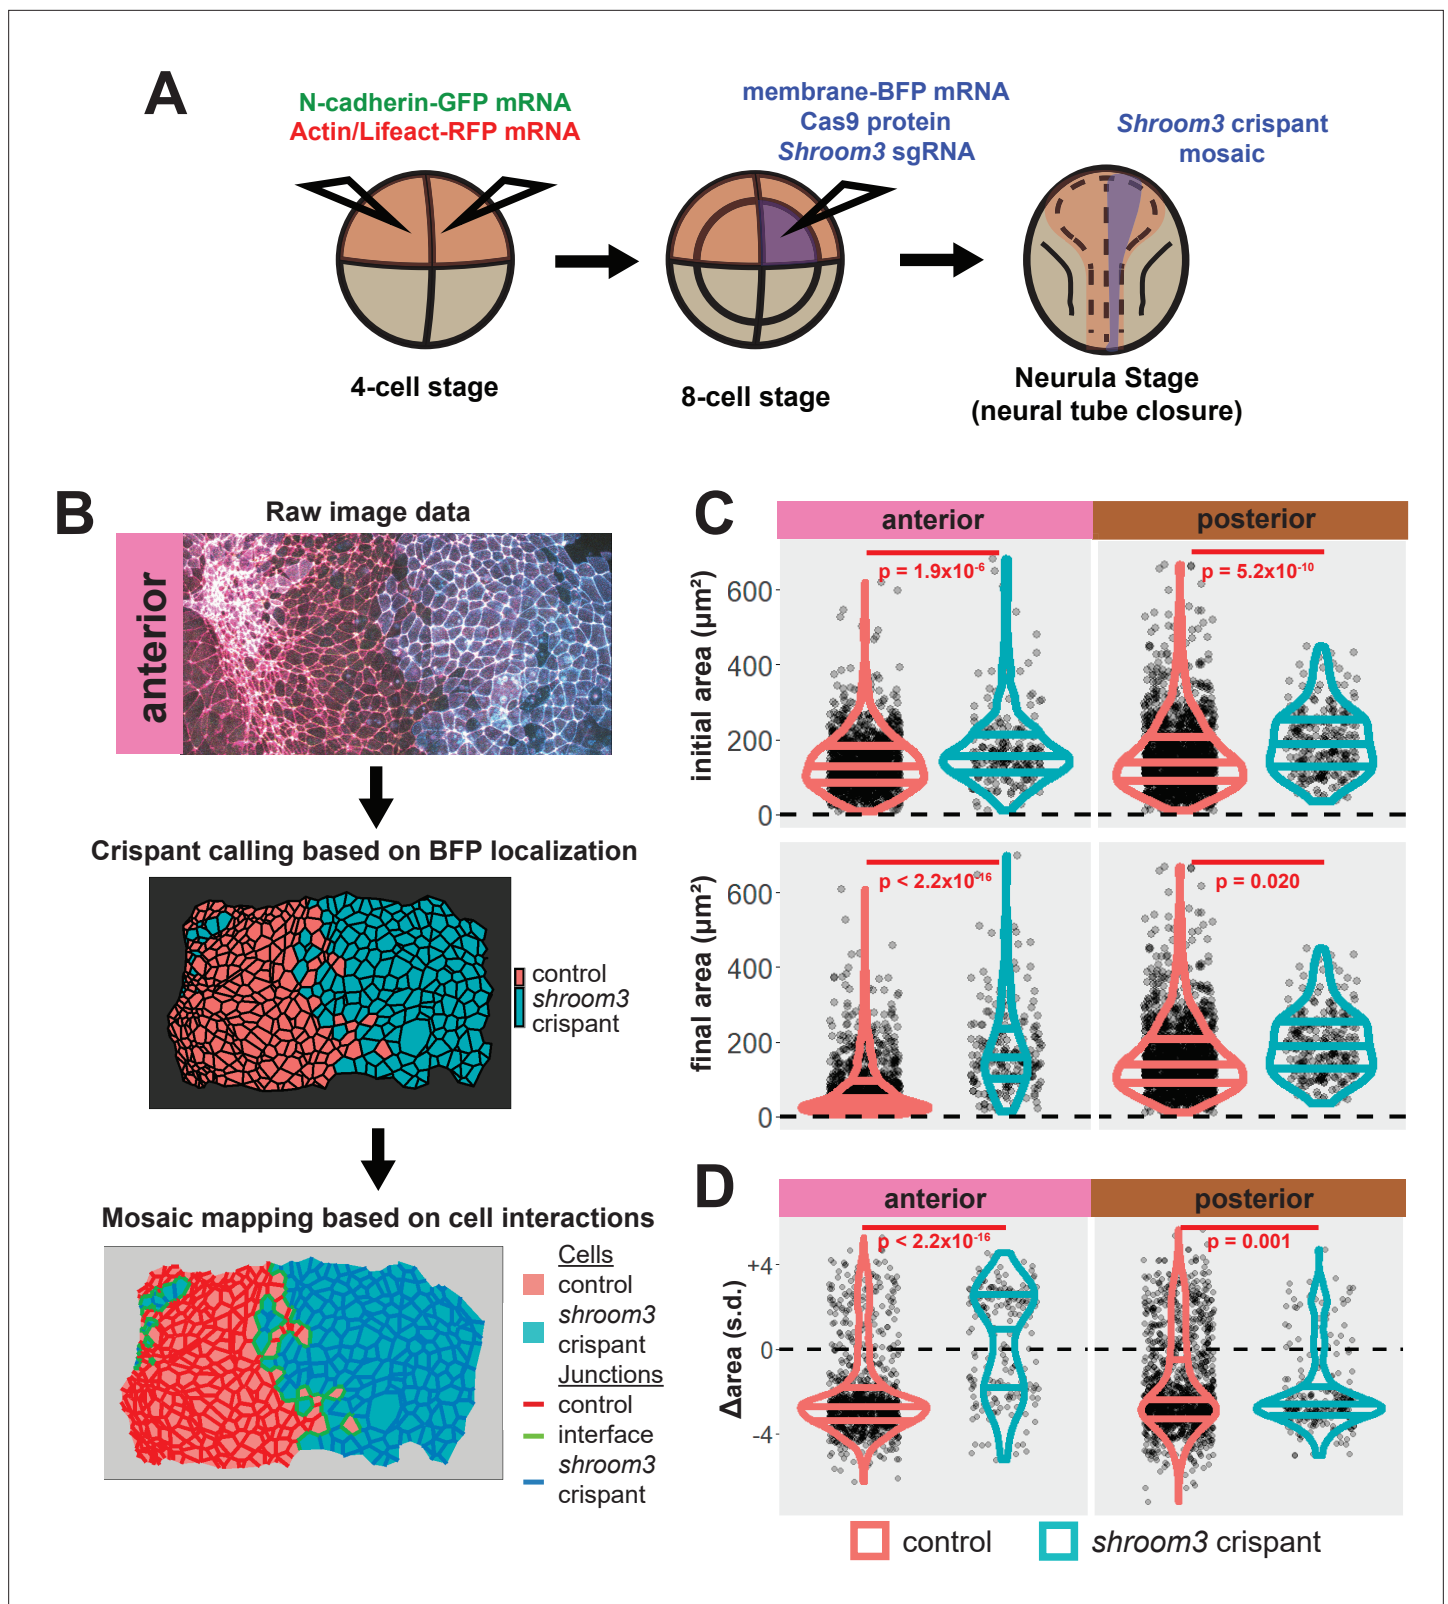 A
N-cadherin-GFP mRNA
Actin/Lifeact-RFP mRNA
membrane-BFP mRNA
Cas9 protein
Shroom3 sgRNA
Shroom3 crispant
mosaic
4-cell stage
8-cell stage
Neurula Stage
(neural tube closure)
B
Raw image data
anterior
Crispant calling based on BFP localization
control
shroom3
crispant
Mosaic mapping based on cell interactions
Cells
control
shroom3
crispant
Junctions
control
interface
shroom3
crispant
C
anterior
posterior
initial area (µm²)
600
400
200
0
p = 1.9x10⁻⁶
p = 5.2x10⁻¹⁰
final area (µm²)
600
400
200
0
p < 2.2x10⁻¹⁶
p = 0.020
D
anterior
posterior
Δarea (s.d.)
+4
0
-4
p < 2.2x10⁻¹⁶
p = 0.001
control
shroom3 crispant